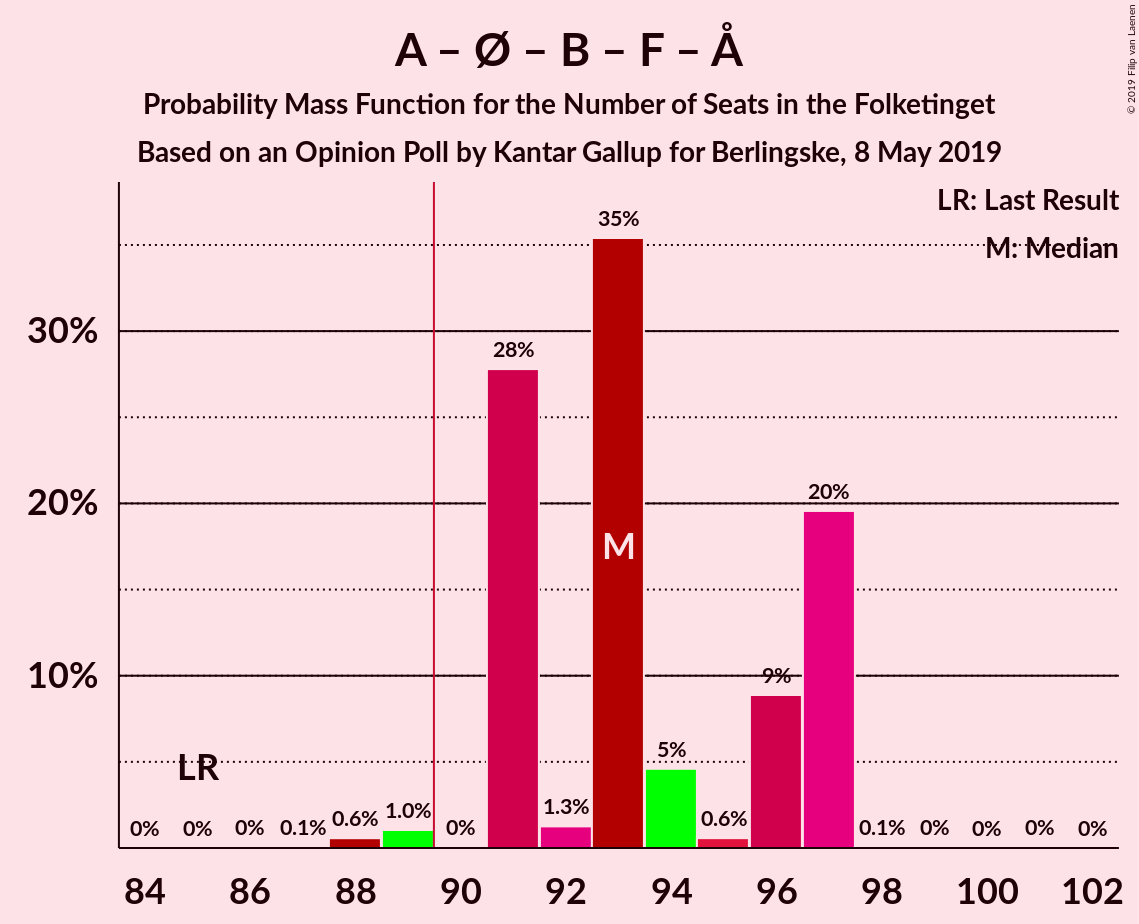 A – Ø – B – F – Å
Probability Mass Function for the Number of Seats in the Folketinget
Based on an Opinion Poll by Kantar Gallup for Berlingske, 8 May 2019
© 2019 Filip van Laenen
LR: Last Result
M: Median
30%
20%
10%
LR
M
0%
0%
0%
0.1%
0.6%
1.0%
0%
28%
1.3%
35%
5%
0.6%
9%
20%
0.1%
0%
0%
0%
0%
84 86 88 90 92 94 96 98 100 102